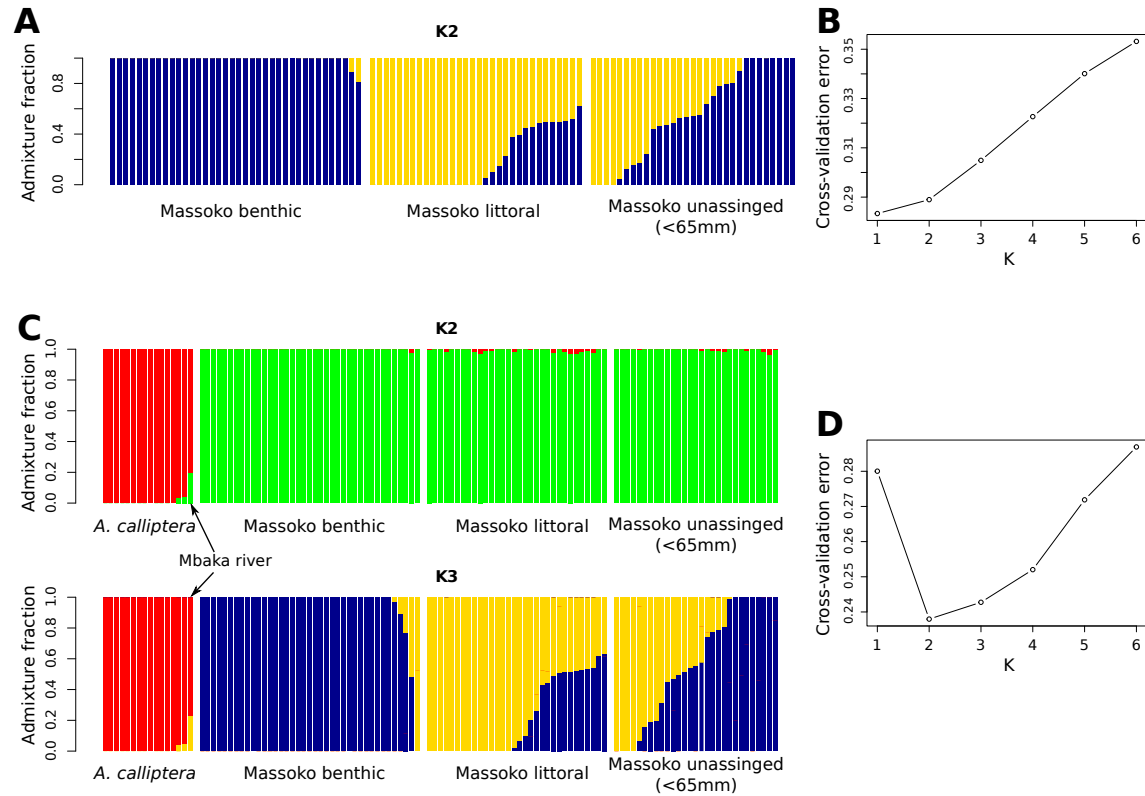 A
K2
Admixture fraction
0.8
0.4
0.0
Massoko benthic
Massoko littoral
Massoko unassinged
(<65mm)
B
Cross-validation error
0.35
0.33
0.31
0.29
1 2 3 4 5 6
K
C
K2
Admixture fraction
1.0
0.8
0.6
0.4
0.2
0.0
A. calliptera
Massoko benthic
Massoko littoral
Massoko unassinged
(<65mm)
Mbaka river
K3
Admixture fraction
1.0
0.8
0.6
0.4
0.2
0.0
A. calliptera
Massoko benthic
Massoko littoral
Massoko unassinged
(<65mm)
D
Cross-validation error
0.28
0.27
0.26
0.25
0.24
1 2 3 4 5 6
K